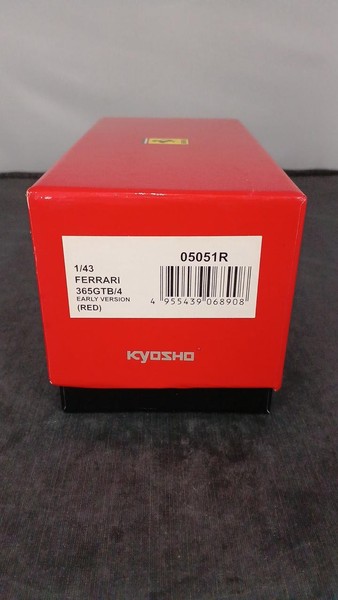 05051R
1/43
FERRARI
365GTB/4
EARLY VERSION
(RED)
4 955439 068908
KYOSHO